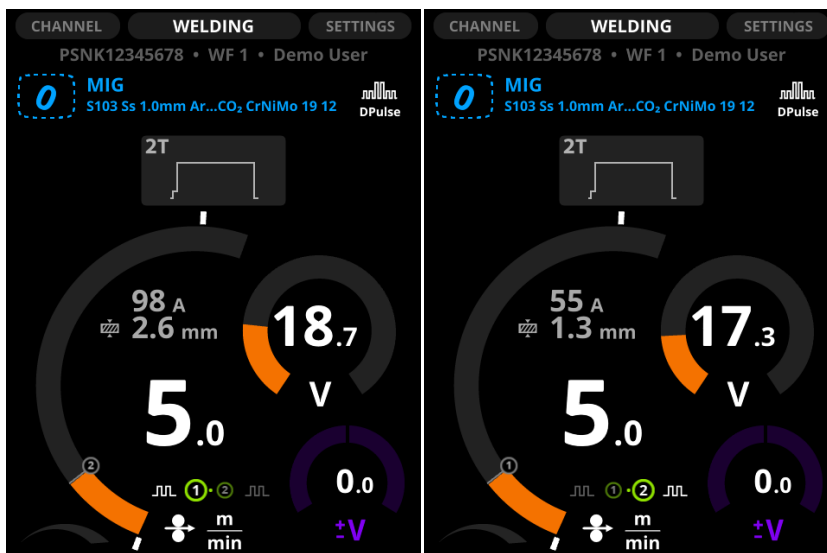 CHANNEL WELDING SETTINGS
PSNK12345678 • WF 1 • Demo User
0 MIG
S103 Ss 1.0mm Ar...CO₂ CrNiMo 19 12
DPulse
2T
98 A
2.6 mm
18.7
V
5.0
2
1 · 2
0.0
±V
m
min
CHANNEL WELDING SETTINGS
PSNK12345678 • WF 1 • Demo User
0 MIG
S103 Ss 1.0mm Ar...CO₂ CrNiMo 19 12
DPulse
2T
55 A
1.3 mm
17.3
V
5.0
1
1 · 2
0.0
±V
m
min